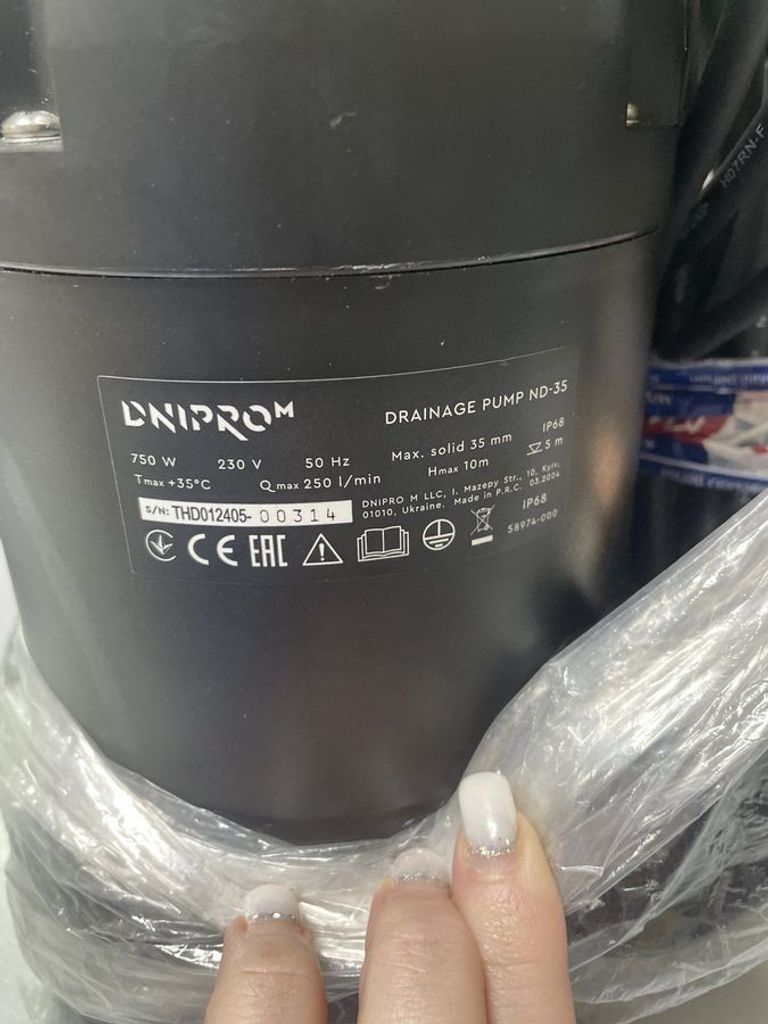 H07RN-F
DNIPROM
DRAINAGE PUMP ND-35
750 W 230 V 50 Hz Max. solid 35 mm IP68
Tmax +35°C Qmax 250 l/min Hmax 10m 5 m
S/N: THD012405-00314
DNIPRO M LLC, I. Mazepy Str., 10, Kyiv,
01010, Ukraine. Made in P.R.C. 03.2024
CE EAC IP68
58974-000